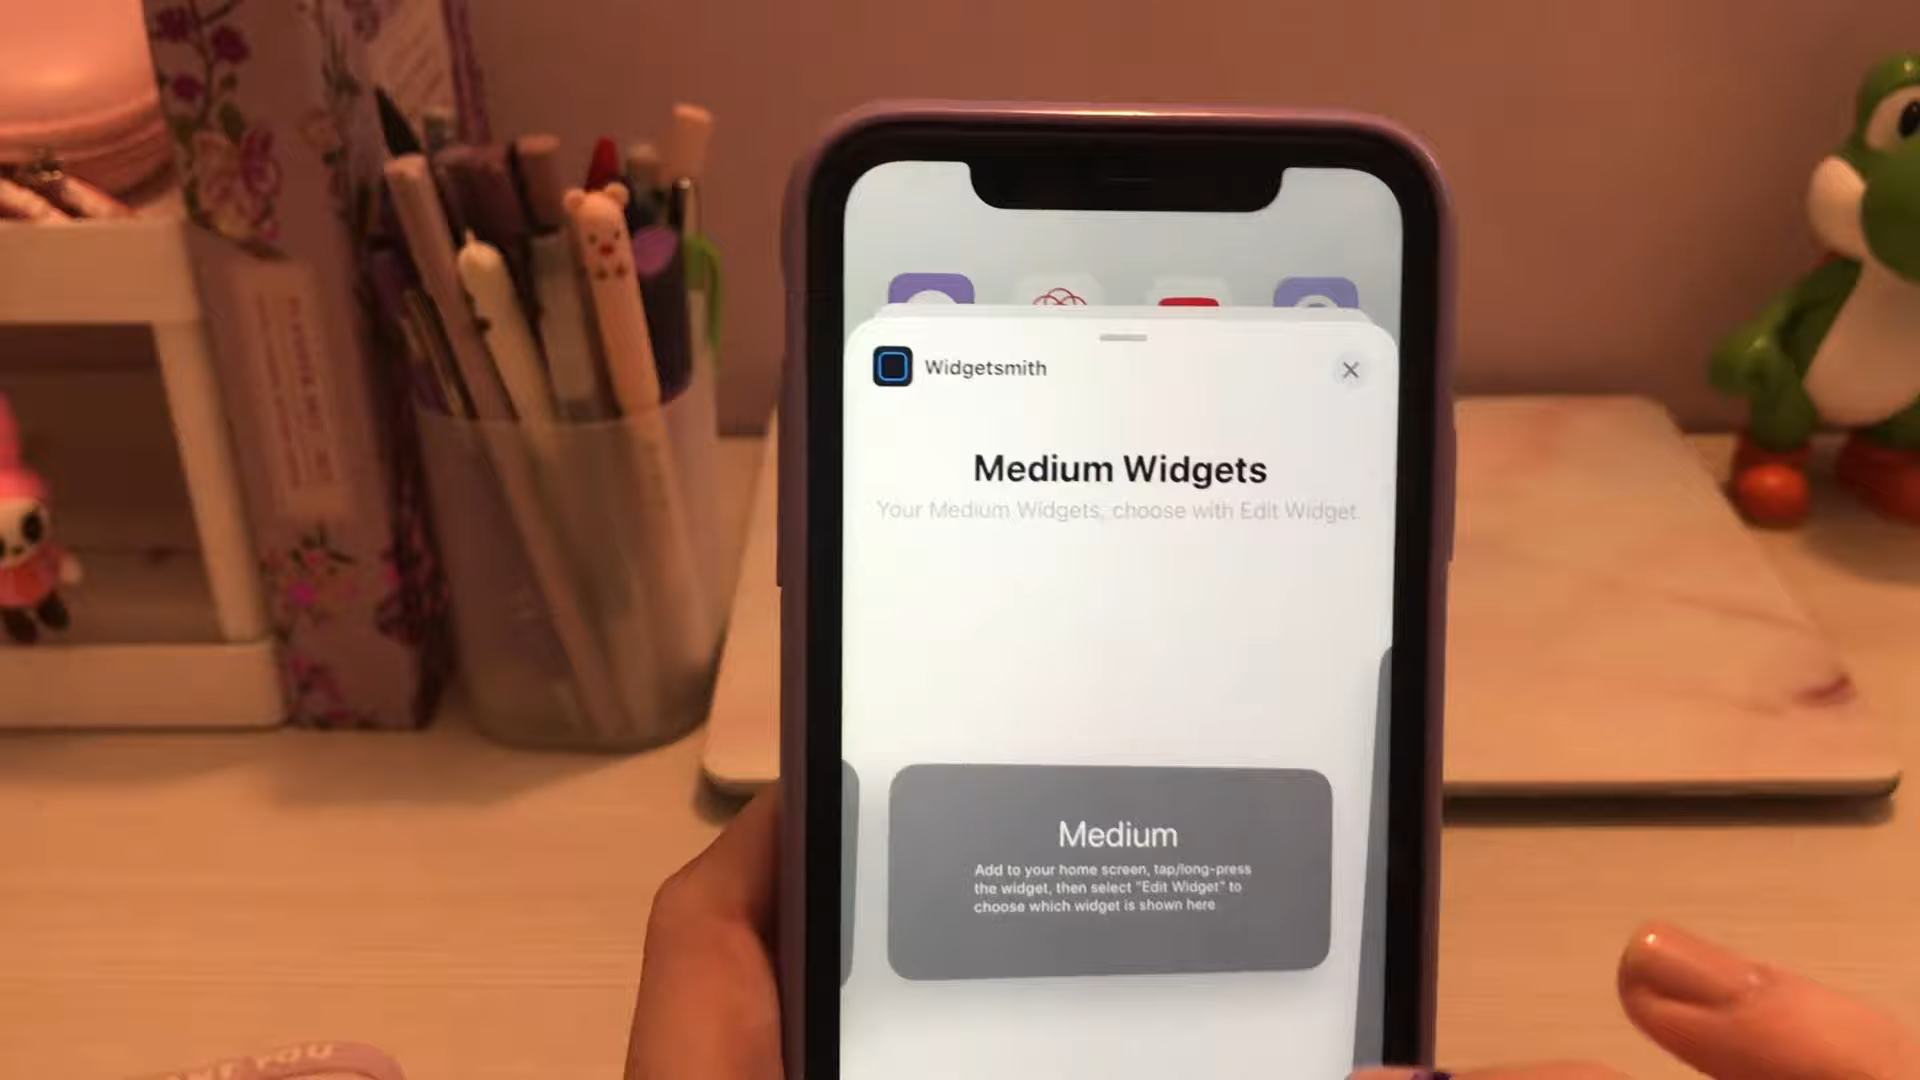 Widgetsmith
Medium Widgets
Your Medium Widgets, choose with Edit Widget.
Medium
Add to your home screen, tap/long-press
the widget, then select "Edit Widget" to
choose which widget is shown here